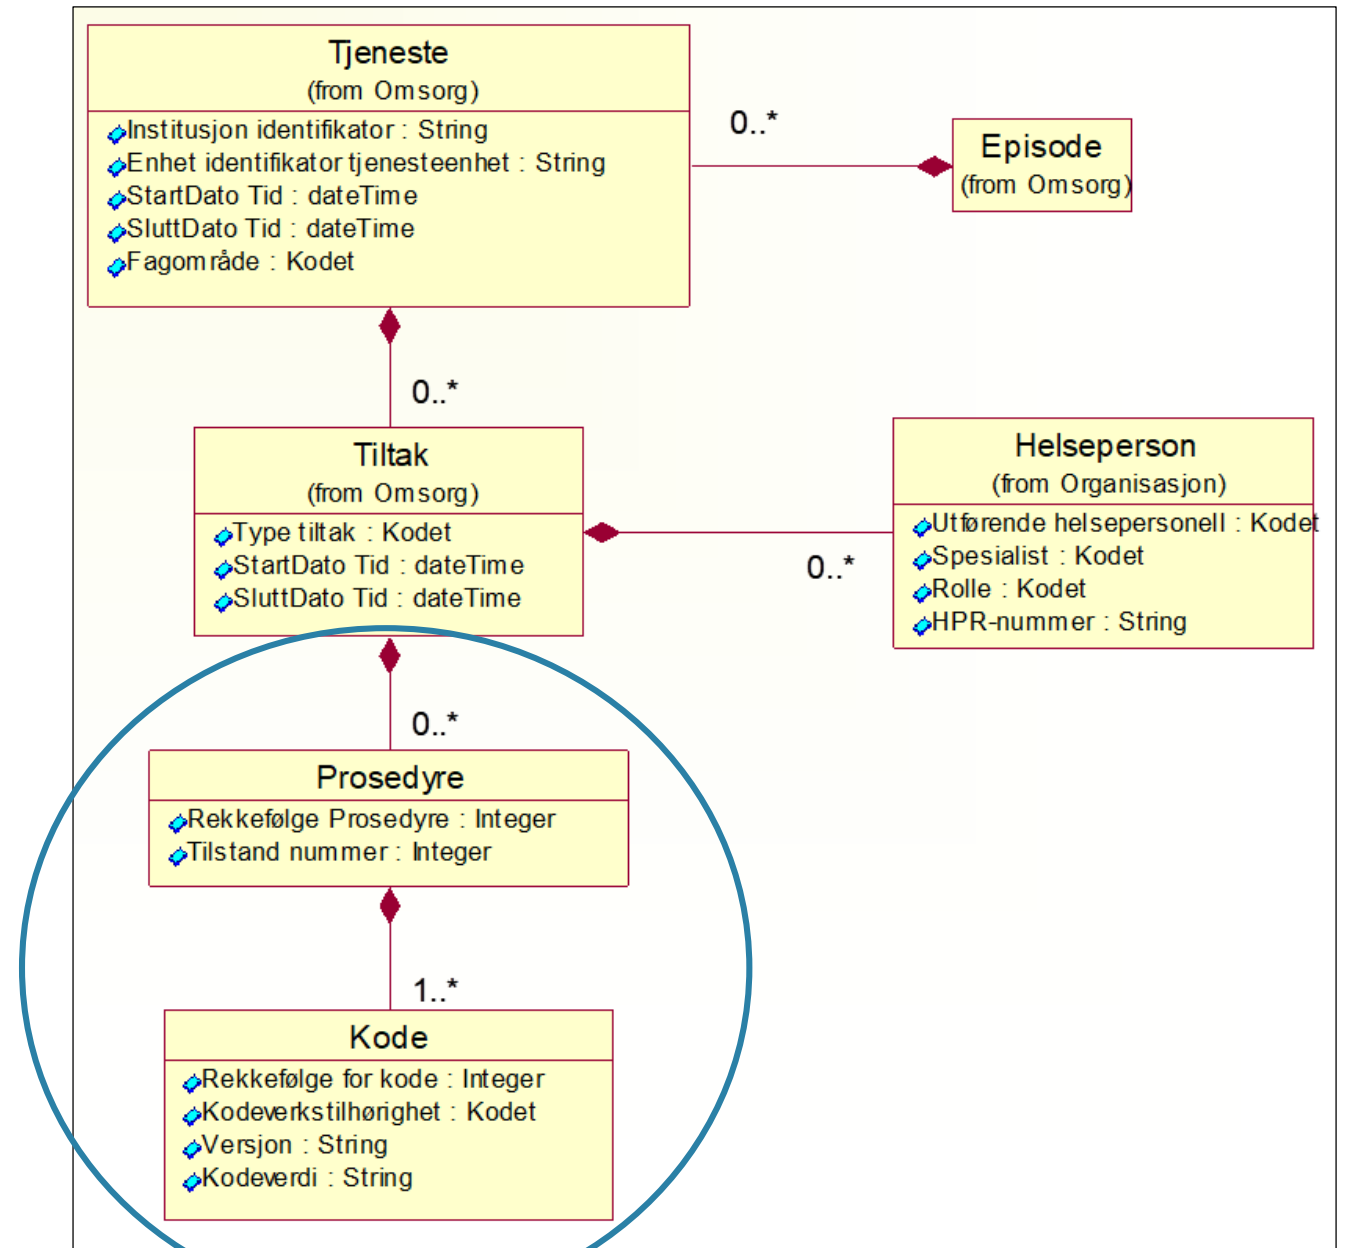 Tjeneste
(from Omsorg)
Institusjon identifikator : String
Enhet identifikator tjenesteenhet : String
StartDato Tid : dateTime
SluttDato Tid : dateTime
Fagområde : Kodet
0..*
Episode
(from Omsorg)
0..*
Tiltak
(from Omsorg)
Type tiltak : Kodet
StartDato Tid : dateTime
SluttDato Tid : dateTime
0..*
Helseperson
(from Organisasjon)
Utførende helsepersonell : Kodet
Spesialist : Kodet
Rolle : Kodet
HPR-nummer : String
0..*
Prosedyre
Rekkefølge Prosedyre : Integer
Tilstand nummer : Integer
1..*
Kode
Rekkefølge for kode : Integer
Kodeverkstilhørighet : Kodet
Versjon : String
Kodeverdi : String